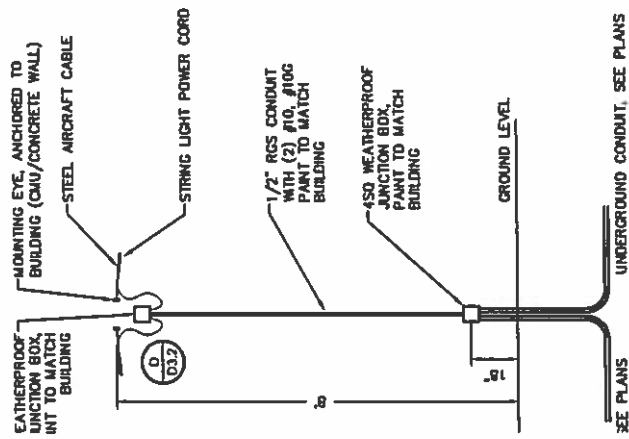 MOUNTING EYE, ANCHORED TO
BUILDING (CMU/CONCRETE WALL)
STEEL AIRCRAFT CABLE
STRING LIGHT POWER CORD
EATHERPROOF
UNCTION BOX,
INT TO MATCH
BUILDING
D
D3.2
1/2" RGS CONDUIT
WITH (2) #10, #10G
PAINT TO MATCH
BUILDING
4SQ WEATHERPROOF
JUNCTION BOX,
PAINT TO MATCH
BUILDING
GROUND LEVEL
18"
SEE PLANS
UNDERGROUND CONDUIT, SEE PLANS